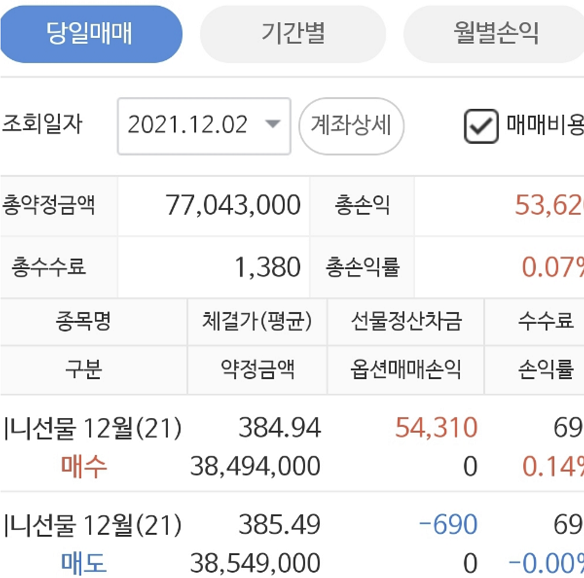 당일매매 기간별 월별손익
조회일자 2021.12.02 계좌상세 매매비용
총약정금액 77,043,000 총손익 53,62
총수수료 1,380 총손익률 0.07%
종목명 체결가(평균) 선물정산차금 수수료
구분 약정금액 옵션매매손익 손익률
니선물 12월(21) 384.94 54,310 69
매수 38,494,000 0 0.14%
니선물 12월(21) 385.49 -690 69
매도 38,549,000 0 -0.00%